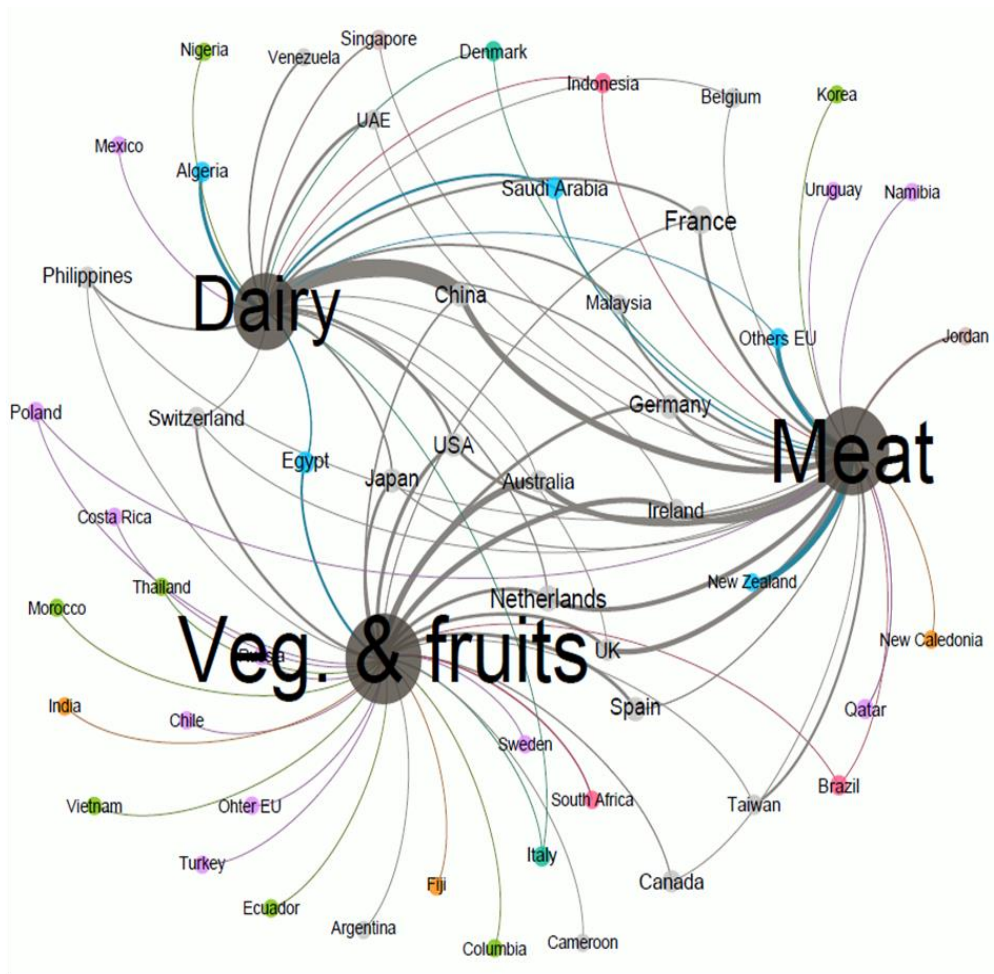 Nigeria
Venezuela
Singapore
Denmark
Indonesia
Belgium
Korea
UAE
Mexico
Algeria
Saudi Arabia
Uruguay
Namibia
France
Philippines
Dairy
China
Malaysia
Others EU
Jordan
Poland
Switzerland
Germany
USA
Meat
Egypt
Japan
Australia
Ireland
Costa Rica
Thailand
New Zealand
Morocco
Netherlands
Veg. & fruits
UK
New Caledonia
India
Chile
Spain
Qatar
Sweden
Vietnam
Ohter EU
South Africa
Taiwan
Brazil
Turkey
Italy
Canada
Fiji
Ecuador
Argentina
Columbia
Cameroon